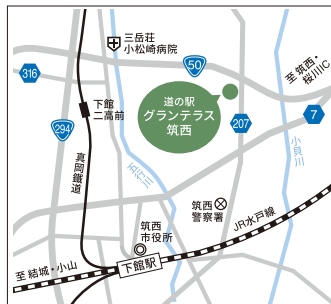 三岳荘
小松崎病院
50
316
道の駅
グランテラス
筑西
至 筑西・
桜川IC
下館
二高前
294
207
7
真岡鐵道
五行川
小貝川
筑西
警察署
JR水戸線
筑西
市役所
下館駅
至 結城・小山